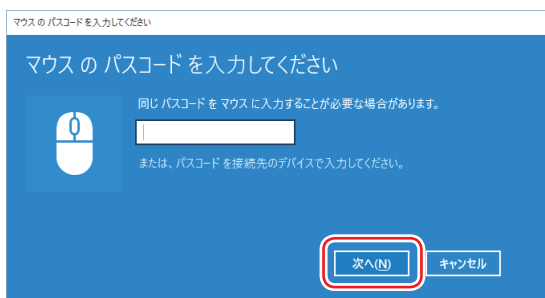 マウス の パスコード を入力してください
マウス の パスコード を入力してください
同じ パスコード を マウス に入力することが必要な場合があります。
または、パスコード を接続先のデバイスで入力してください。
次へ(N)
キャンセル